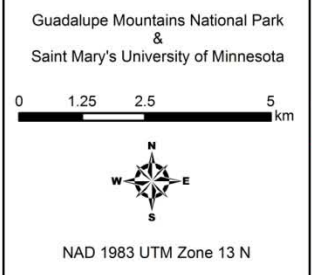 Guadalupe Mountains National Park
&
Saint Mary's University of Minnesota
0 1.25 2.5 5
km
N
W E
S
NAD 1983 UTM Zone 13 N